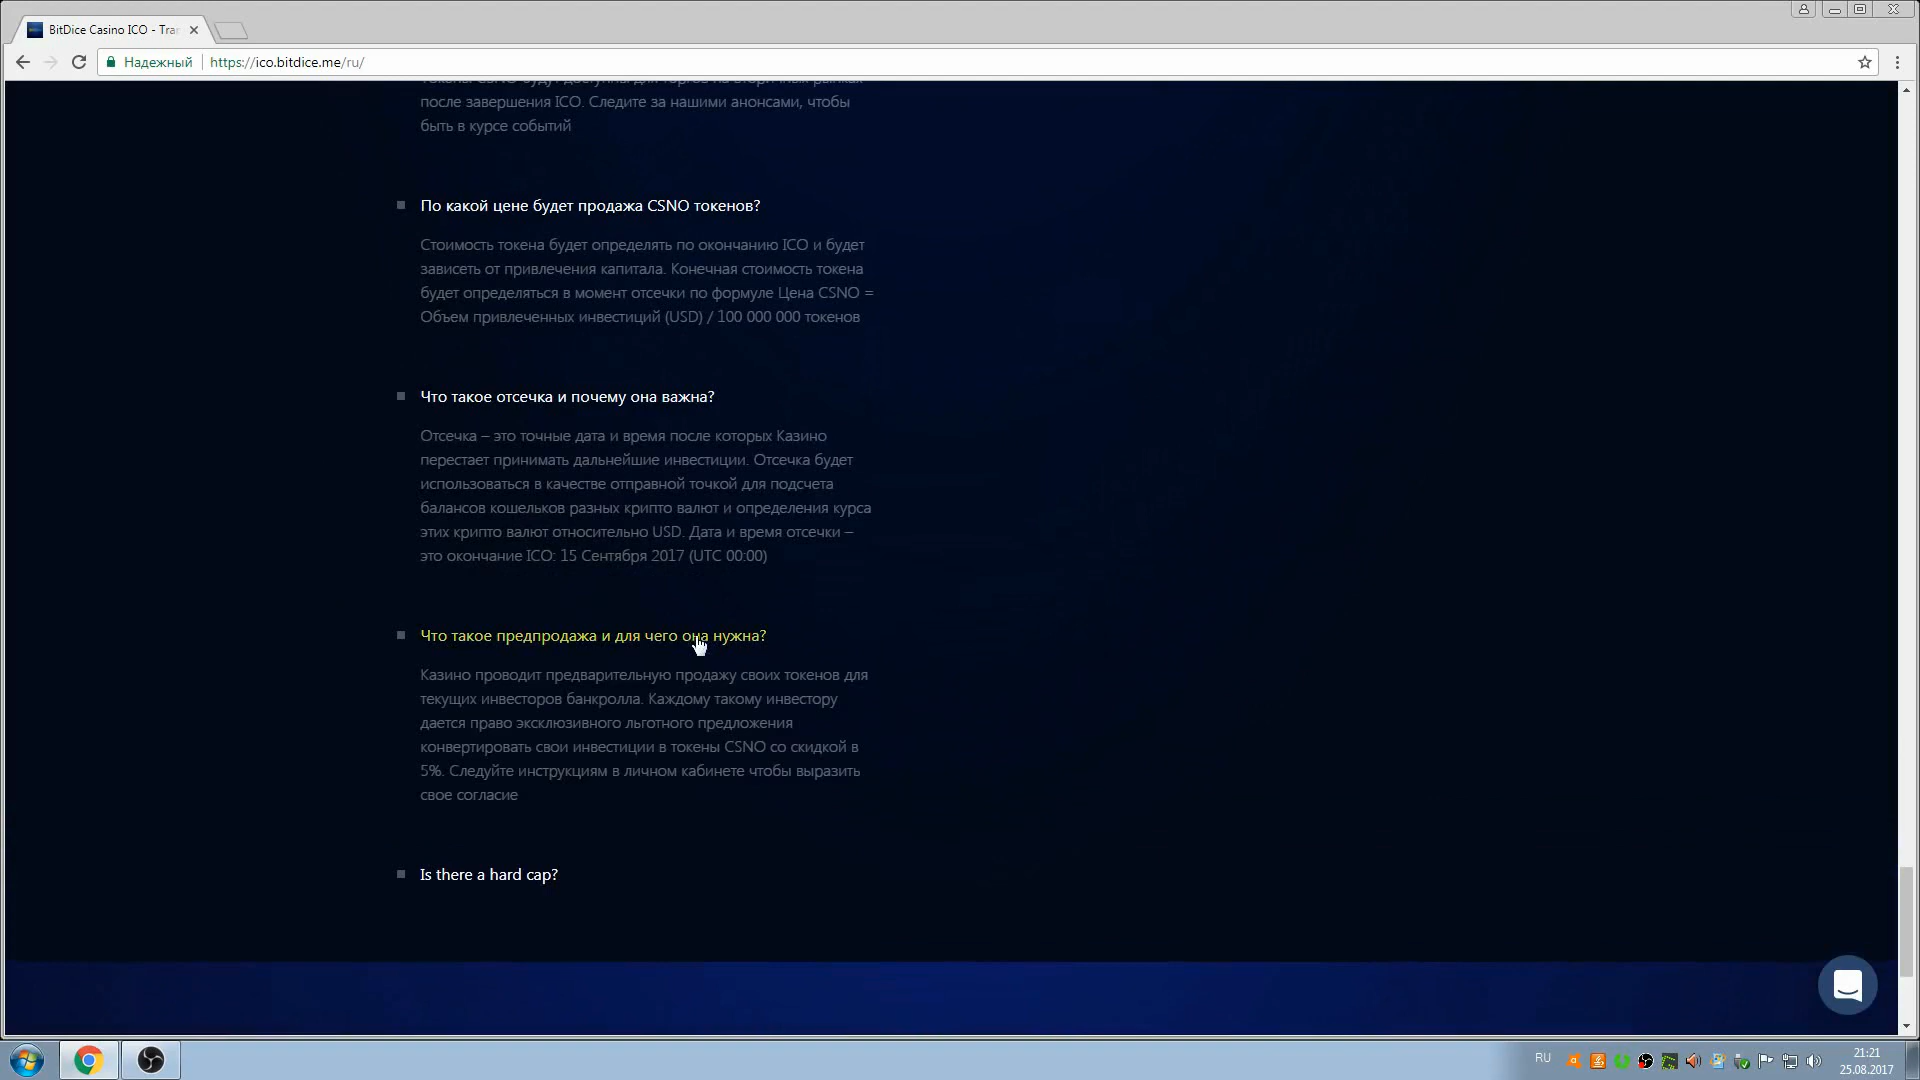 BitDice Casino ICO - Tra
Надежный
https://ico.bitdice.me/ru/
после завершения ICO. Следите за нашими анонсами, чтобы
быть в курсе событий
По какой цене будет продажа CSNO токенов?
Стоимость токена будет определять по окончанию ICO и будет
зависеть от привлечения капитала. Конечная стоимость токена
будет определяться в момент отсечки по формуле Цена CSNO =
Объем привлеченных инвестиций (USD) / 100 000 000 токенов
Что такое отсечка и почему она важна?
Отсечка – это точные дата и время после которых Казино
перестает принимать дальнейшие инвестиции. Отсечка будет
использоваться в качестве отправной точкой для подсчета
балансов кошельков разных крипто валют и определения курса
этих крипто валют относительно USD. Дата и время отсечки –
это окончание ICO: 15 Сентября 2017 (UTC 00:00)
Что такое предпродажа и для чего она нужна?
Казино проводит предварительную продажу своих токенов для
текущих инвесторов банкролла. Каждому такому инвестору
дается право эксклюзивного льготного предложения
конвертировать свои инвестиции в токены CSNO со скидкой в
5%. Следуйте инструкциям в личном кабинете чтобы выразить
свое согласие
Is there a hard cap?
RU
21:21
25.08.2017